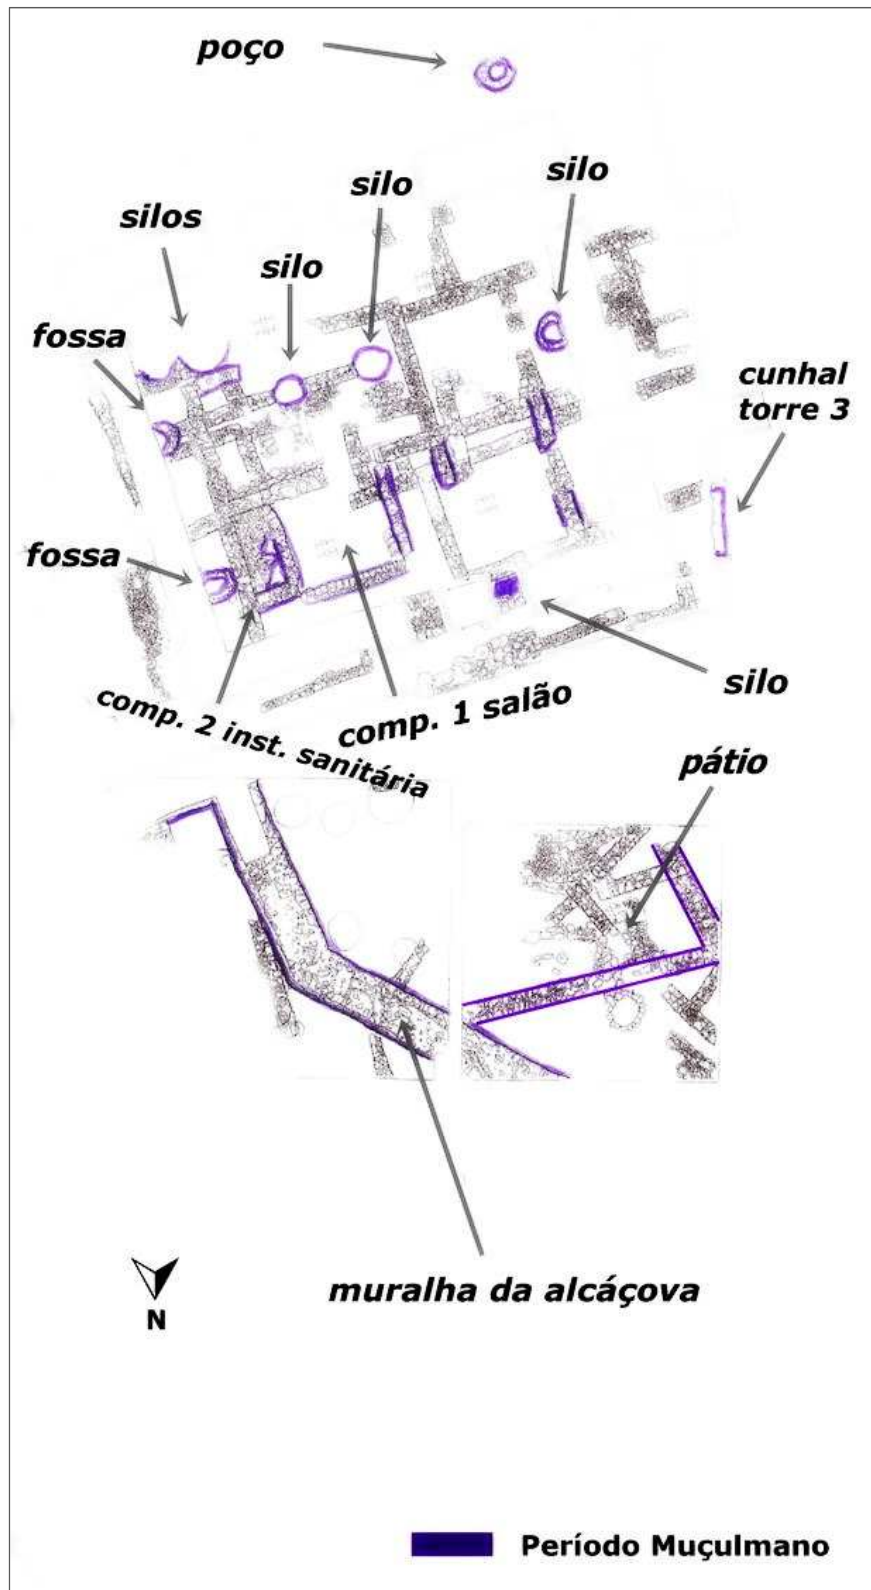 poço
silo
silo
silos
silo
fossa
cunhal
torre 3
fossa
silo
comp. 1 salão
comp. 2 inst. sanitária
pátio
muralha da alcáçova
N
Período Muçulmano